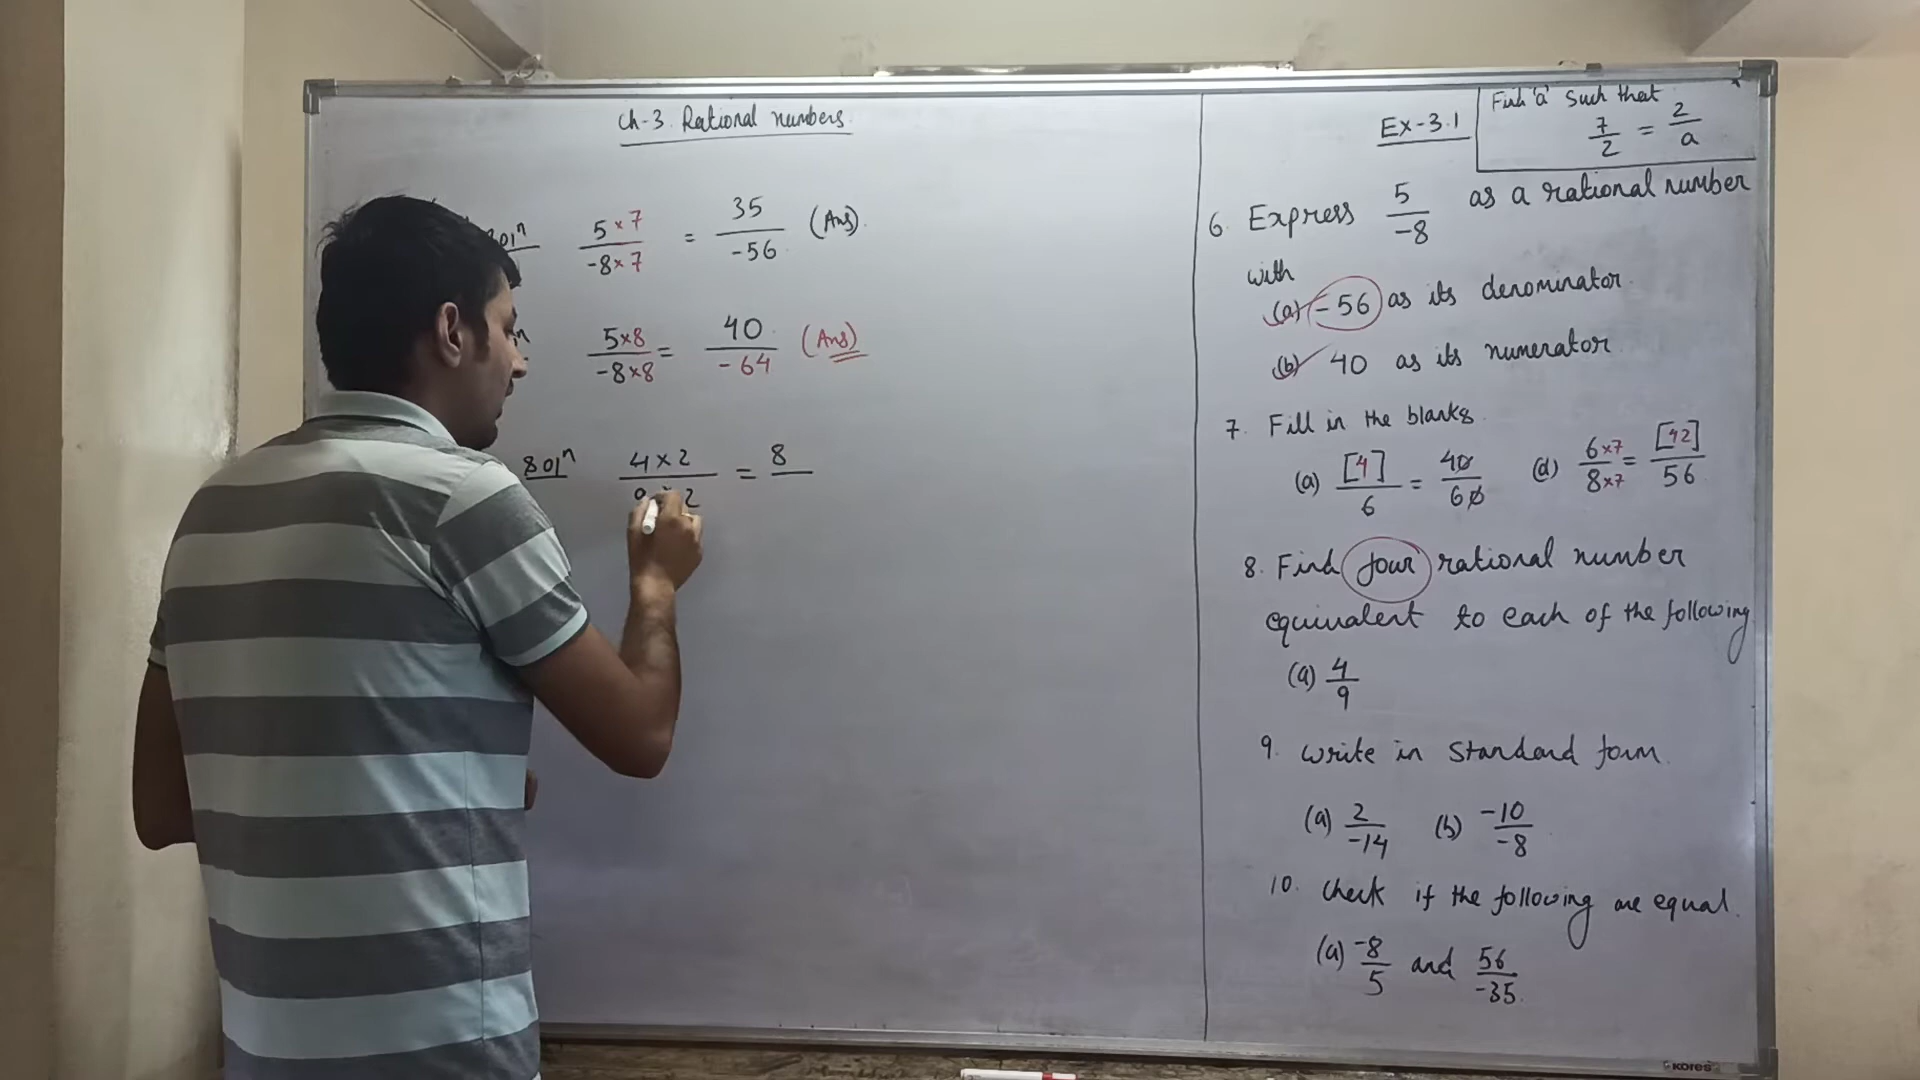 Ch-3. Rational numbers.
5×7/-8×7 = 35/-56 (Ans).
5×8/-8×8 = 40/-64 (Ans)
Sol^n 4×2/9×2 = 8
Ex-3.1
Find 'a' such that
7/2 = 2/a
6. Express 5/-8 as a rational number
with
(a) -56 as its denominator.
(b) 40 as its numerator
7. Fill in the blanks.
(a) [4]/6 = 40/60 (d) 6×7/8×7 = [42]/56
8. Find four rational number
equivalent to each of the following
(a) 4/9
9. write in standard form.
(a) 2/-14 (b) -10/-8
10. check if the following are equal.
(a) -8/5 and 56/-35.
KORES